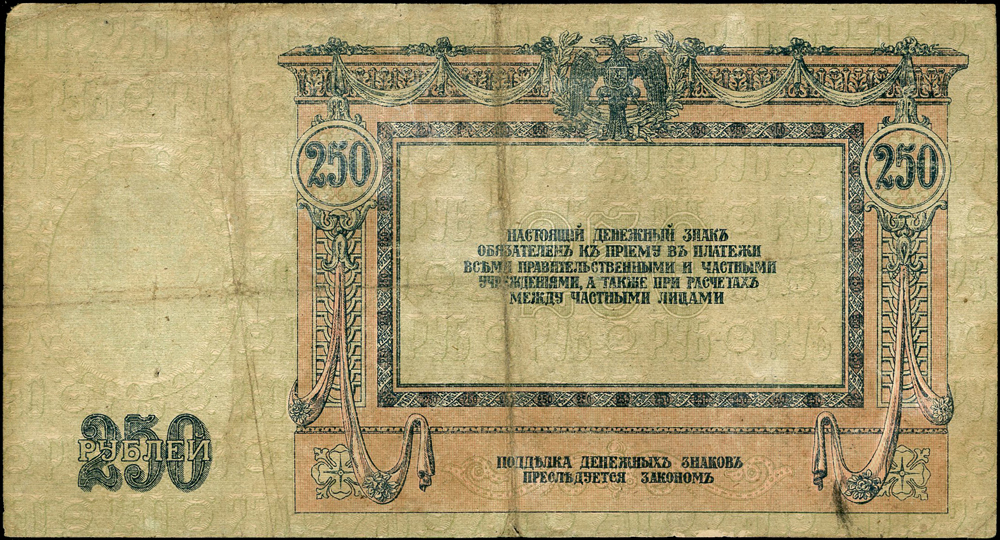 250
250
НАСТОЯЩІЙ ДЕНЕЖНЫЙ ЗНАКЪ
ОБЯЗАТЕЛЕНЪ КЪ ПРІЕМУ ВЪ ПЛАТЕЖИ
ВСѢМИ ПРАВИТЕЛЬСТВЕННЫМИ И ЧАСТНЫМИ
УЧРЕЖДЕНІЯМИ, А ТАКЖЕ ПРИ РАСЧЕТАХЪ
МЕЖДУ ЧАСТНЫМИ ЛИЦАМИ
250
250
РУБЛЕЙ
ПОДДѢЛКА ДЕНЕЖНЫХЪ ЗНАКОВЪ
ПРЕСЛѢДУЕТСЯ ЗАКОНОМЪ